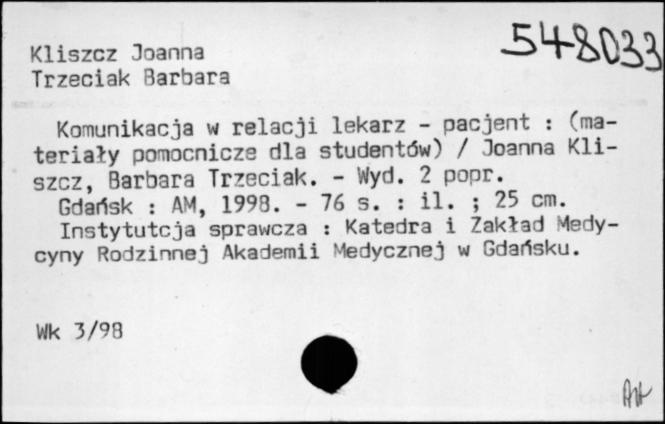 548033
Kliszcz Joanna
Trzeciak Barbara
Komunikacja w relacji lekarz - pacjent : (ma-
teriały pomocnicze dla studentów) / Joanna Kli-
szcz, Barbara Trzeciak. - Wyd. 2 popr.
Gdańsk : AM, 1998. - 76 s. : il. ; 25 cm.
Instytutcja sprawcza : Katedra i Zakład Medy-
cyny Rodzinnej Akademii Medycznej w Gdańsku.
Wk 3/98